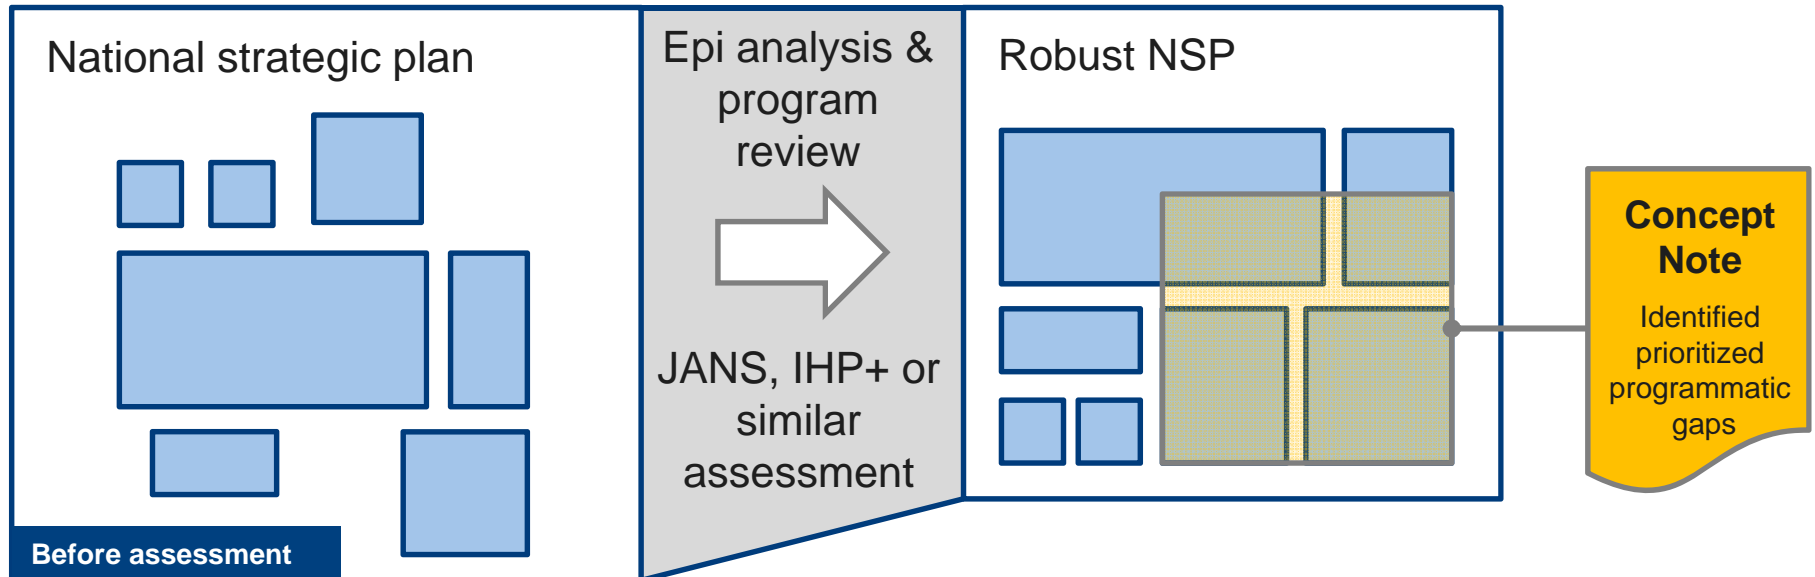 National strategic plan
Before assessment
Epi analysis &
program
review
JANS, IHP+ or
similar
assessment
Robust NSP
Concept
Note
Identified
prioritized
programmatic
gaps